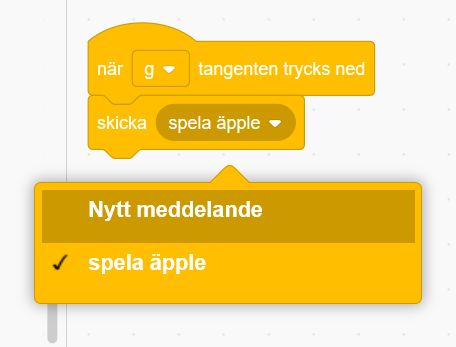 när g tangenten trycks ned
skicka spela äpple
Nytt meddelande
✓ spela äpple